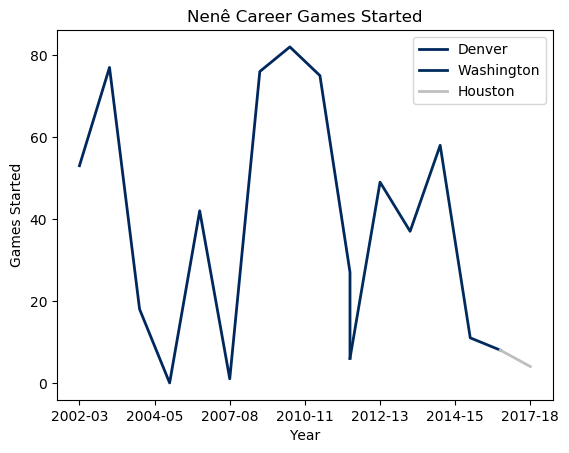 Nenê Career Games Started
Denver
Washington
Houston
80
60
40
20
0
Games Started
2002-03 2004-05 2007-08 2010-11 2012-13 2014-15 2017-18
Year